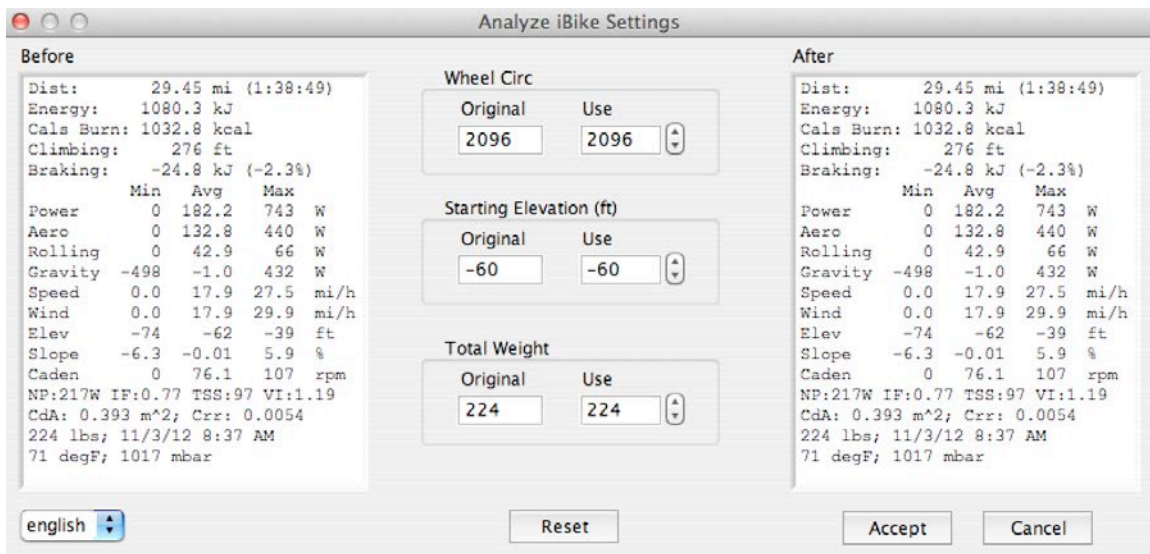 Analyze iBike Settings
Before
Dist: 29.45 mi (1:38:49)
Energy: 1080.3 kJ
Cals Burn: 1032.8 kcal
Climbing: 276 ft
Braking: -24.8 kJ (-2.3%)
Min Avg Max
Power 0 182.2 743 W
Aero 0 132.8 440 W
Rolling 0 42.9 66 W
Gravity -498 -1.0 432 W
Speed 0.0 17.9 27.5 mi/h
Wind 0.0 17.9 29.9 mi/h
Elev -74 -62 -39 ft
Slope -6.3 -0.01 5.9 %
Caden 0 76.1 107 rpm
NP:217W IF:0.77 TSS:97 VI:1.19
CdA: 0.393 m^2; Crr: 0.0054
224 lbs; 11/3/12 8:37 AM
71 degF; 1017 mbar
english
Wheel Circ
Original Use
2096 2096
Starting Elevation (ft)
Original Use
-60 -60
Total Weight
Original Use
224 224
Reset
After
Dist: 29.45 mi (1:38:49)
Energy: 1080.3 kJ
Cals Burn: 1032.8 kcal
Climbing: 276 ft
Braking: -24.8 kJ (-2.3%)
Min Avg Max
Power 0 182.2 743 W
Aero 0 132.8 440 W
Rolling 0 42.9 66 W
Gravity -498 -1.0 432 W
Speed 0.0 17.9 27.5 mi/h
Wind 0.0 17.9 29.9 mi/h
Elev -74 -62 -39 ft
Slope -6.3 -0.01 5.9 %
Caden 0 76.1 107 rpm
NP:217W IF:0.77 TSS:97 VI:1.19
CdA: 0.393 m^2; Crr: 0.0054
224 lbs; 11/3/12 8:37 AM
71 degF; 1017 mbar
Accept Cancel